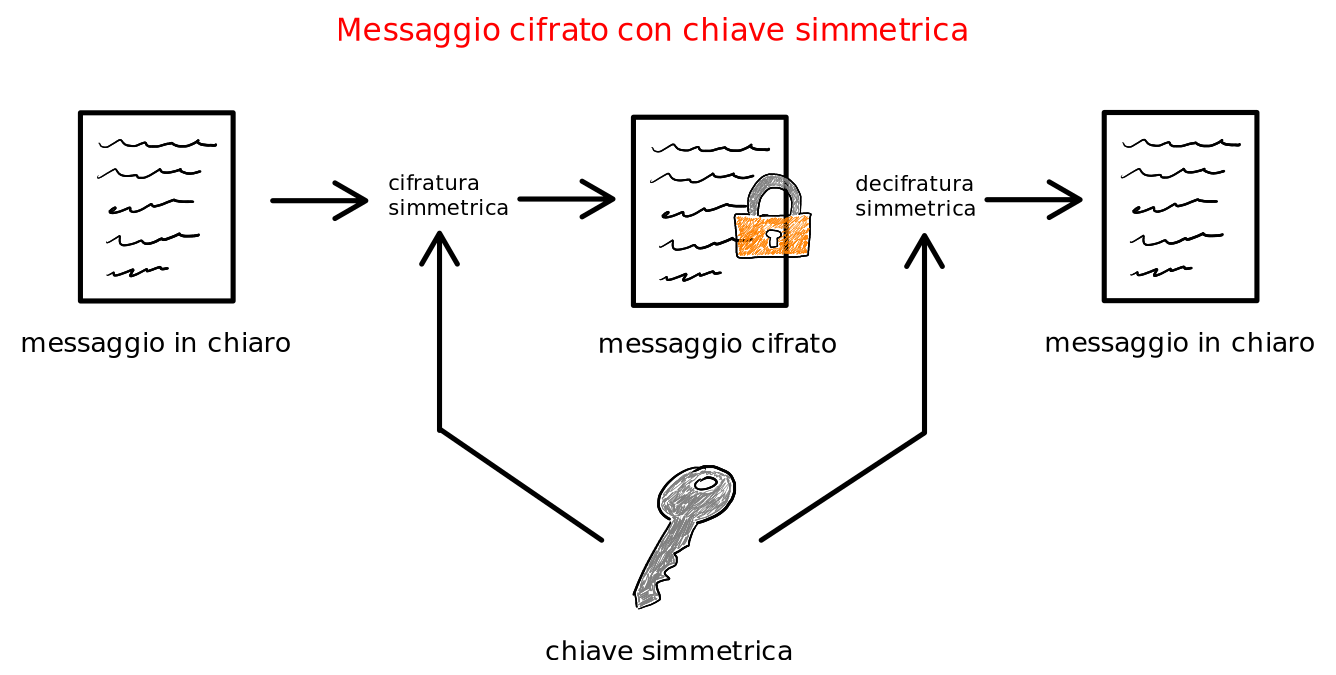 Messaggio cifrato con chiave simmetrica
cifratura
simmetrica
decifratura
simmetrica
messaggio in chiaro
messaggio cifrato
messaggio in chiaro
chiave simmetrica